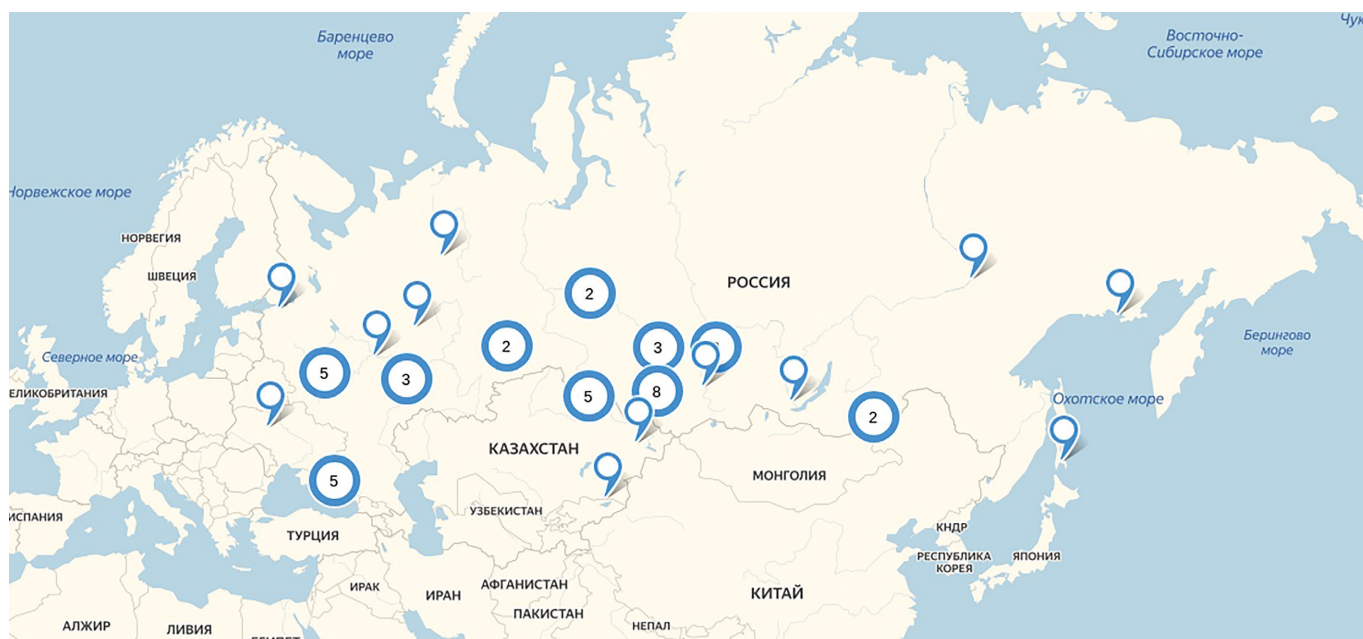 Чук
Баренцево
море
Восточно-
Сибирское море
Норвежское море
НОРВЕГИЯ
ШВЕЦИЯ
РОССИЯ
2
Берингово
море
Северное море
2
3
5
3
ЕЛИКОБРИТАНИЯ
5
8
Охотское море
2
КАЗАХСТАН
МОНГОЛИЯ
5
ИСПАНИЯ
УЗБЕКИСТАН
ТУРЦИЯ
КНДР
РЕСПУБЛИКА
КОРЕЯ
ЯПОНИЯ
ИРАК
ИРАН
АФГАНИСТАН
КИТАЙ
ПАКИСТАН
АЛЖИР
ЛИВИЯ
НЕПАЛ
ЕГИПЕТ